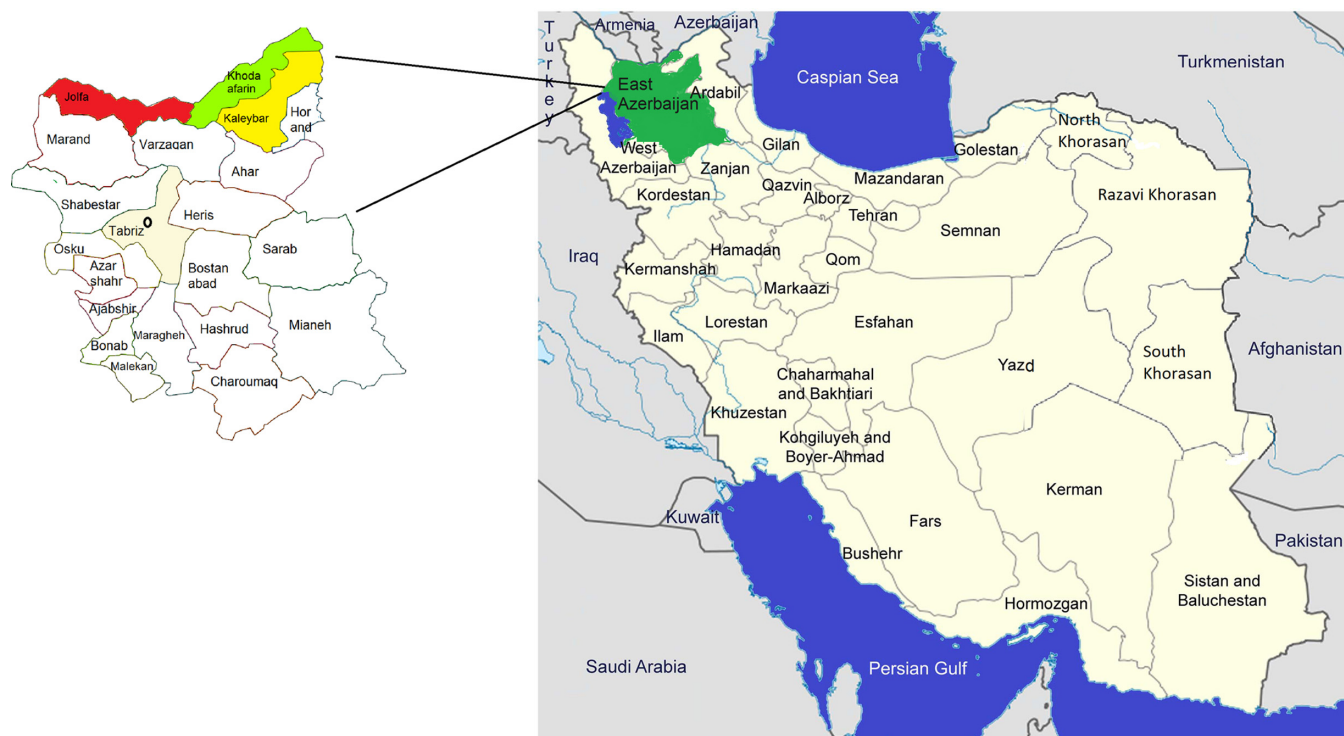 Khoda
afarin
Jolfa
Kaleybar
Hor
and
Marand
Varzaqan
Ahar
Shabestar
Heris
Tabriz
Osku
Sarab
Azar
shahr
Bostan
abad
Ajabshir
Maragheh
Hashrud
Mianeh
Bonab
Malekan
Charoumaq
Turkey
Armenia
Azerbaijan
Caspian Sea
Turkmenistan
East
Azerbaijan
Ardabil
West
Azerbaijan
Gilan
Zanjan
Golestan
North
Khorasan
Kordestan
Qazvin
Alborz
Mazandaran
Tehran
Razavi Khorasan
Semnan
Iraq
Hamadan
Kermanshah
Qom
Markaazi
Ilam
Lorestan
Esfahan
Yazd
South
Khorasan
Afghanistan
Chaharmahal
and Bakhtiari
Khuzestan
Kohgiluyeh and
Boyer-Ahmad
Kerman
Kuwait
Fars
Bushehr
Pakistan
Sistan and
Baluchestan
Hormozgan
Saudi Arabia
Persian Gulf